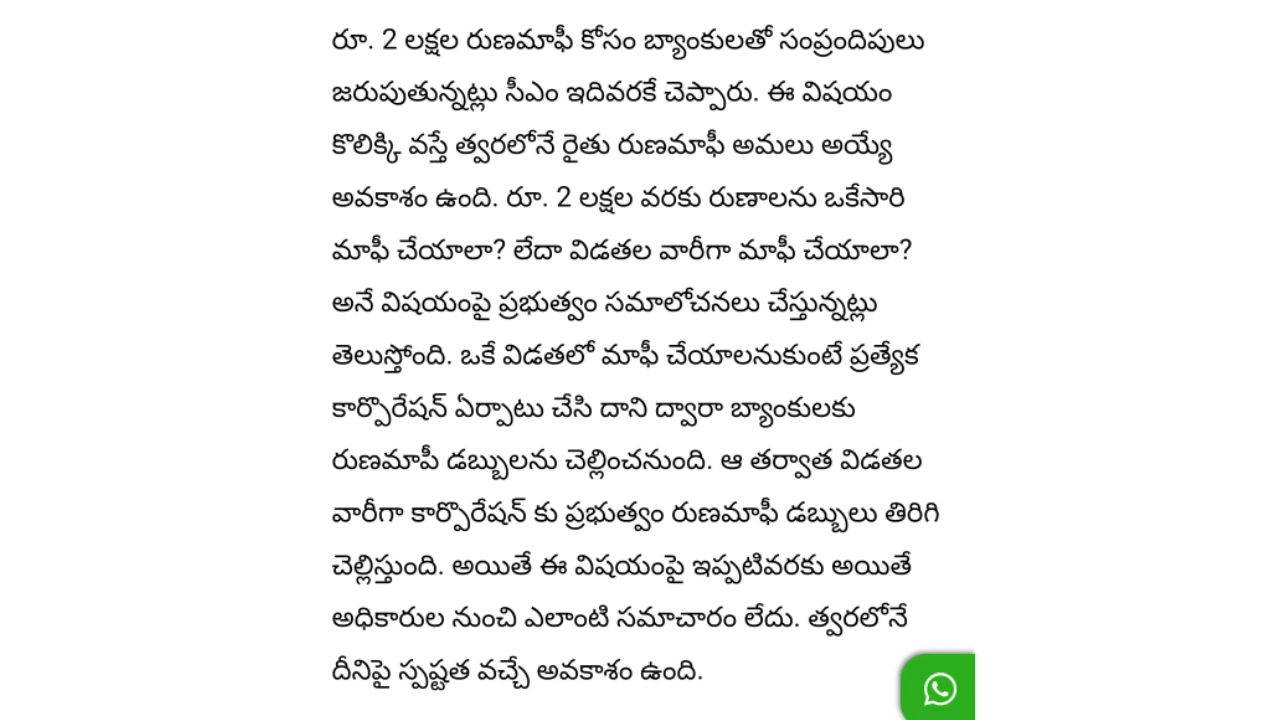 రూ. 2 లక్షల రుణమాఫీ కోసం బ్యాంకులతో సంప్రందిపులు
జరుపుతున్నట్లు సీఎం ఇదివరకే చెప్పారు. ఈ విషయం
కొలిక్కి వస్తే త్వరలోనే రైతు రుణమాఫీ అమలు అయ్యే
అవకాశం ఉంది. రూ. 2 లక్షల వరకు రుణాలను ఒకేసారి
మాఫీ చేయాలా? లేదా విడతల వారీగా మాఫీ చేయాలా?
అనే విషయంపై ప్రభుత్వం సమాలోచనలు చేస్తున్నట్లు
తెలుస్తోంది. ఒకే విడతలో మాఫీ చేయాలనుకుంటే ప్రత్యేక
కార్పొరేషన్ ఏర్పాటు చేసి దాని ద్వారా బ్యాంకులకు
రుణమాపీ డబ్బులను చెల్లించనుంది. ఆ తర్వాత విడతల
వారీగా కార్పొరేషన్ కు ప్రభుత్వం రుణమాఫీ డబ్బులు తిరిగి
చెల్లిస్తుంది. అయితే ఈ విషయంపై ఇప్పటివరకు అయితే
అధికారుల నుంచి ఎలాంటి సమాచారం లేదు. త్వరలోనే
దీనిపై స్పష్టత వచ్చే అవకాశం ఉంది.